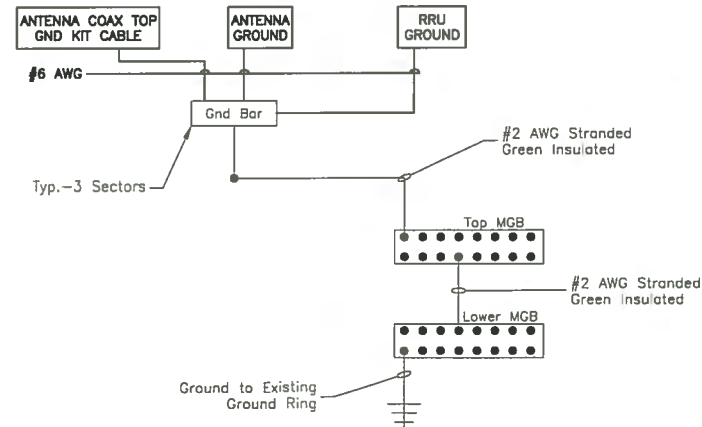 ANTENNA COAX TOP
GND KIT CABLE
ANTENNA
GROUND
RRU
GROUND
#6 AWG
Gnd Bar
#2 AWG Stranded
Green Insulated
Typ.-3 Sectors
Top MGB
#2 AWG Stranded
Green Insulated
Lower MGB
Ground to Existing
Ground Ring